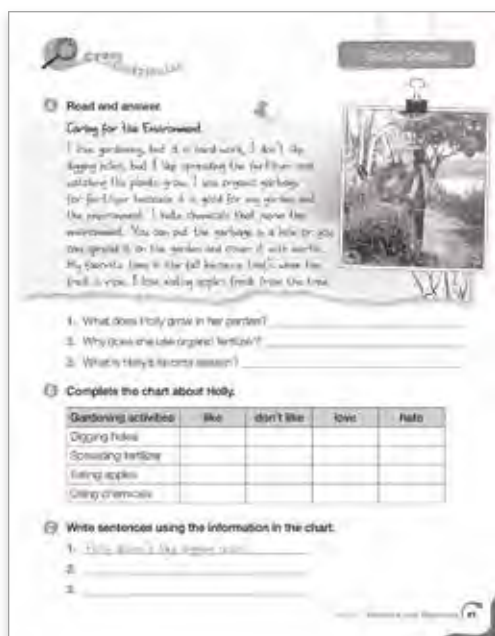 Cross
Curricular
Read and answer.
Caring for the Environment
I love gardening, but it is hard work. I don't like
digging holes, but I like spreading the fertilizer and
watching the plants grow. I use organic garbage
for fertilizer because it is good for my garden and
the environment. I hate chemicals that harm the
environment. You can put the garbage in a hole or you
can spread it on the garden and cover it with earth.
My favorite time is the fall because that's when the
fruit is ripe. I love eating apples fresh from the tree.
1. What does Holly grow in her garden?
2. Why does she use organic fertilizer?
3. What is Holly's favorite season?
Complete the chart about Holly.
Gardening activities like don't like love hate
Digging holes
Spreading fertilizer
Eating apples
Using chemicals
Write sentences using the information in the chart.
1. Holly doesn't like digging holes.
2.
3.